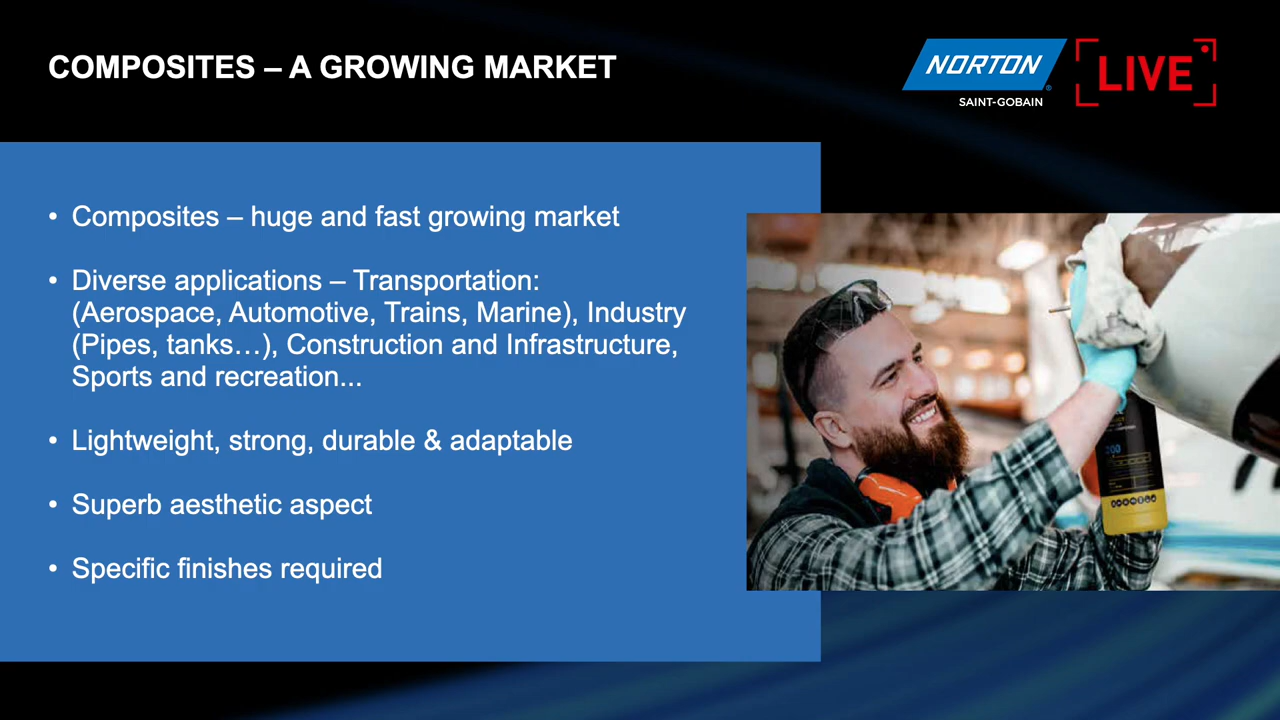 COMPOSITES – A GROWING MARKET
NORTON
®
SAINT-GOBAIN
LIVE
• Composites – huge and fast growing market
• Diverse applications – Transportation:
(Aerospace, Automotive, Trains, Marine), Industry
(Pipes, tanks…), Construction and Infrastructure,
Sports and recreation...
• Lightweight, strong, durable & adaptable
• Superb aesthetic aspect
• Specific finishes required
200